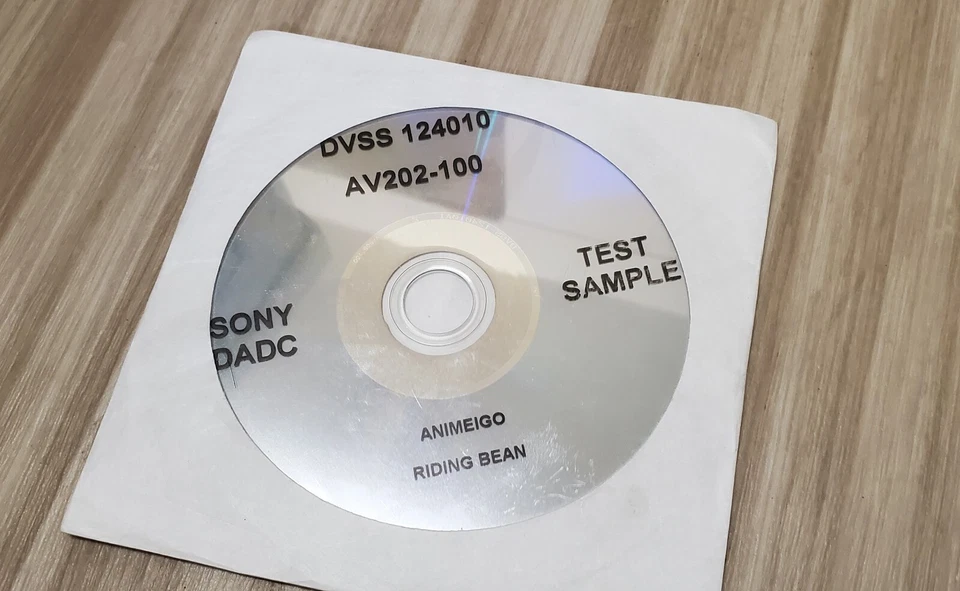 DVSS 124010
AV202-100
TEST
SAMPLE
SONY
DADC
ANIMEIGO
RIDING BEAN